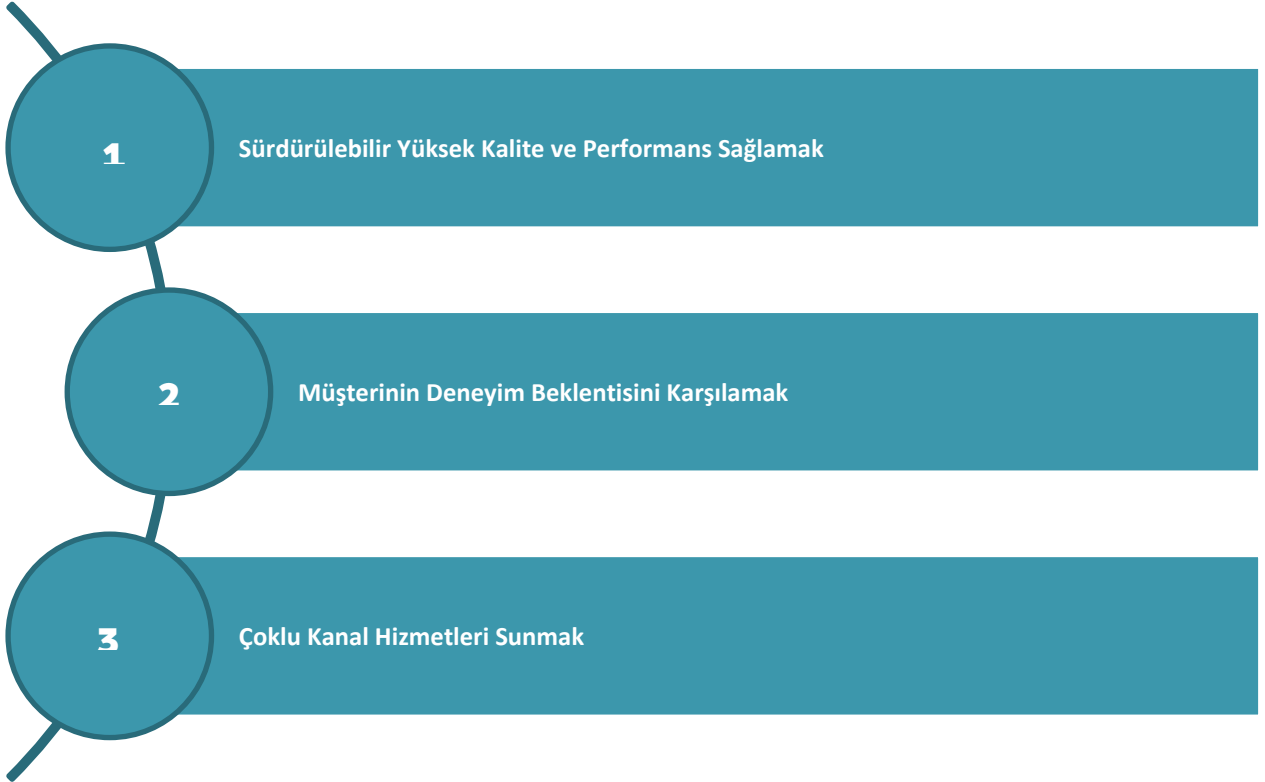 1
Sürdürülebilir Yüksek Kalite ve Performans Sağlamak
2
Müşterinin Deneyim Beklentisini Karşılamak
3
Çoklu Kanal Hizmetleri Sunmak